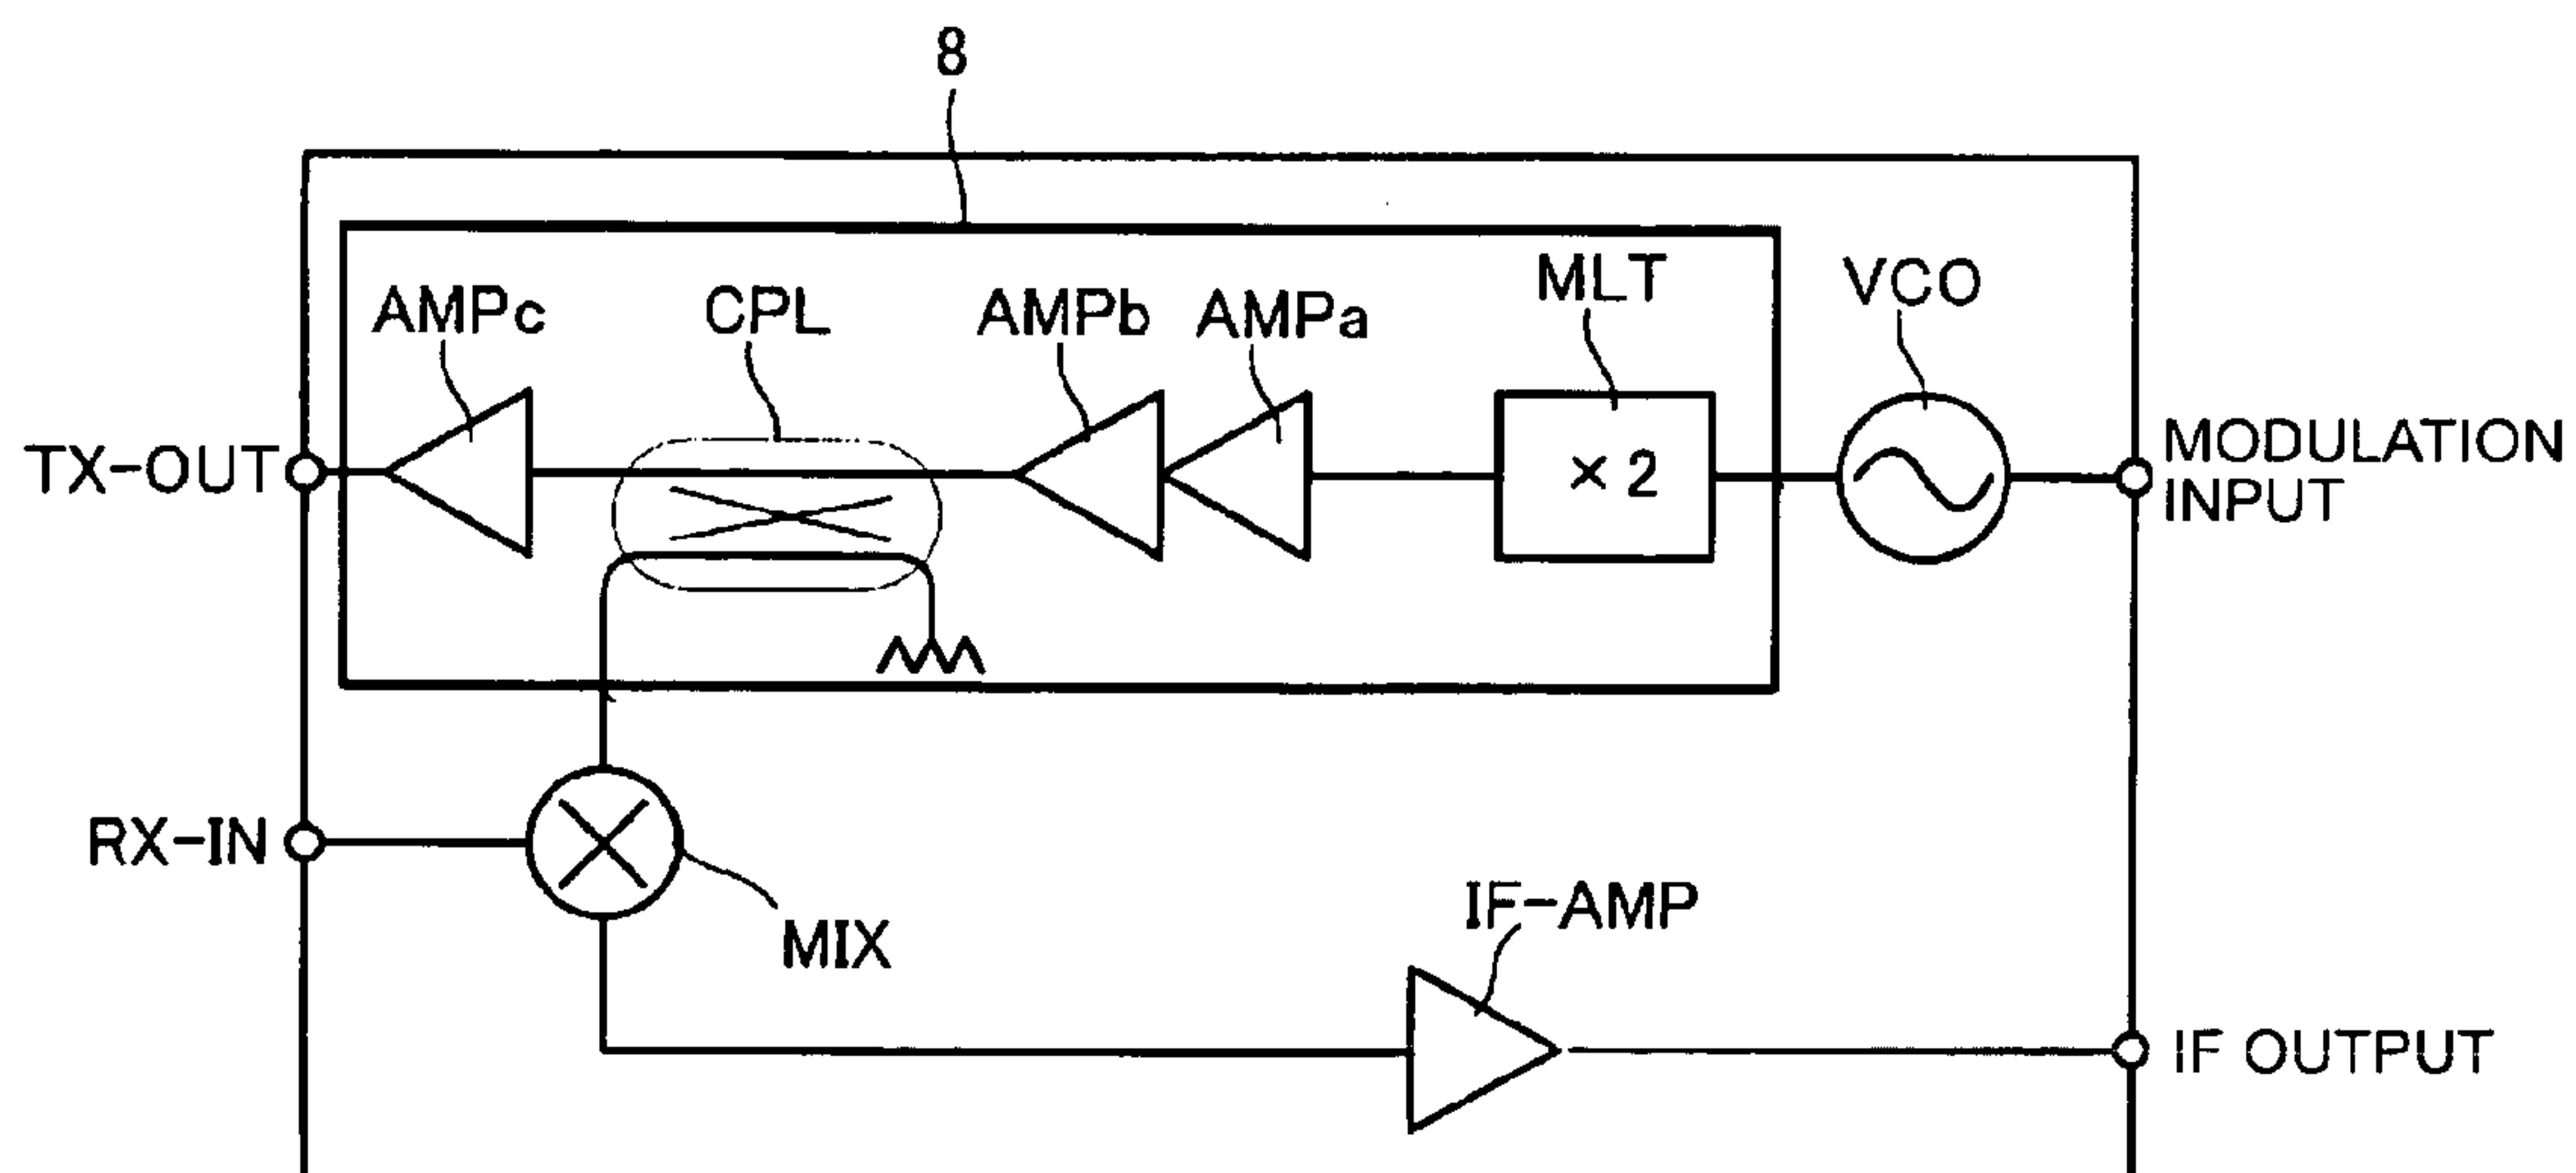 8
MLT
VCO
AMPc
CPL
AMPb
AMPa
× 2
TX-OUT
MODULATION
INPUT
RX-IN
MIX
IF-AMP
IF OUTPUT